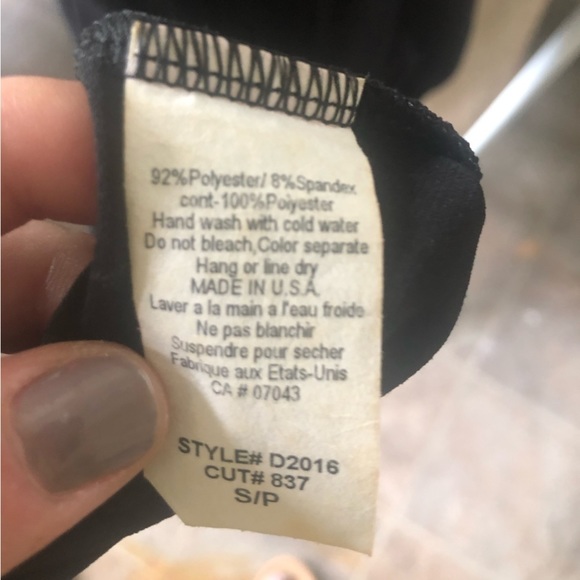 92%Polyester/ 8%Spandex
cont-100%Polyester
Hand wash with cold water
Do not bleach,Color separate
Hang or line dry
MADE IN U.S.A.
Laver a la main a l'eau froide
Ne pas blanchir
Suspendre pour secher
Fabrique aux Etats-Unis
CA # 07043
STYLE# D2016
CUT# 837
S/P